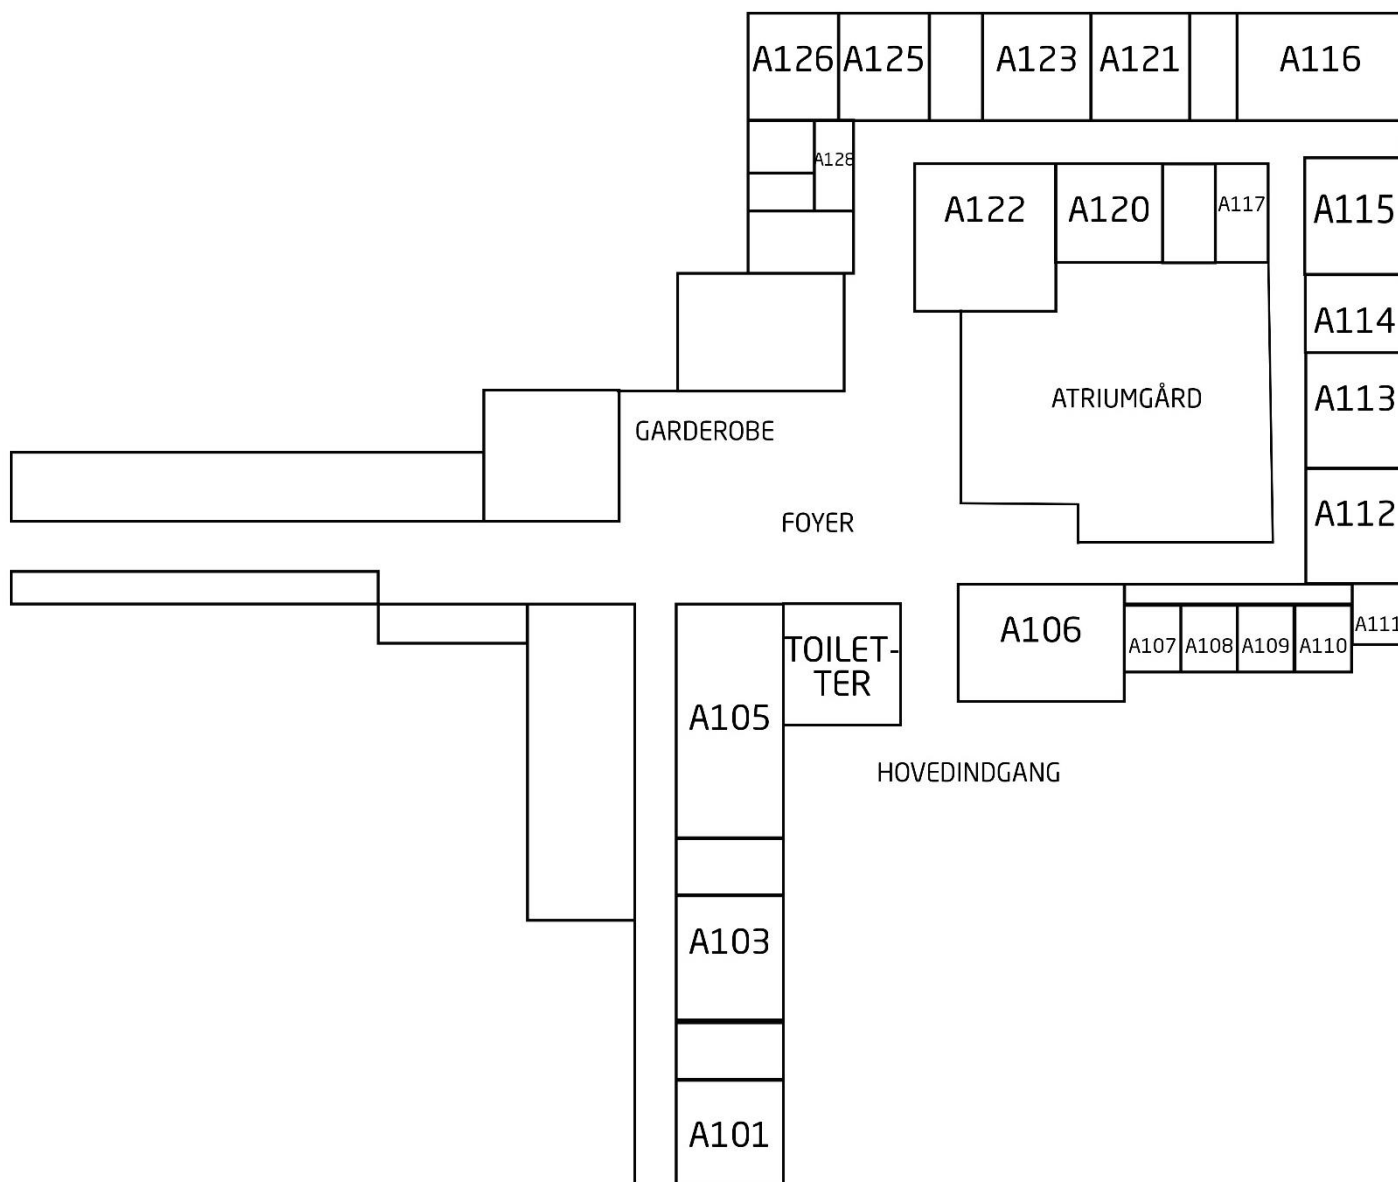 A126
A125
A123
A121
A116
A128
A122
A120
A117
A115
A114
ATRIUMGÅRD
A113
GARDEROBE
FOYER
A112
A106
A107
A108
A109
A110
A111
TOILET-
TER
A105
HOVEDINDGANG
A103
A101